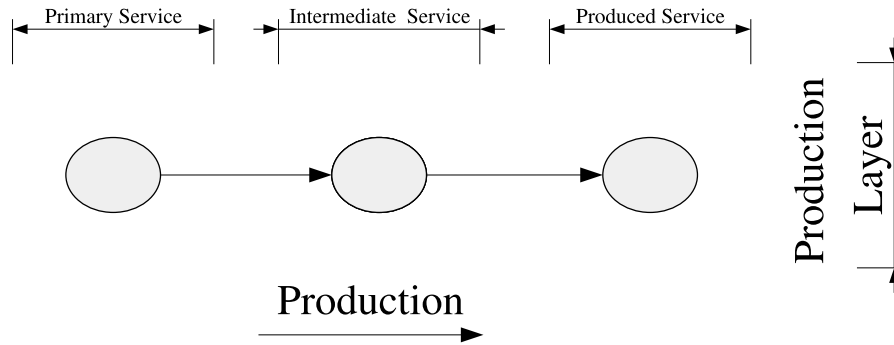 Primary Service
Intermediate Service
Produced Service
Production
Layer
Production